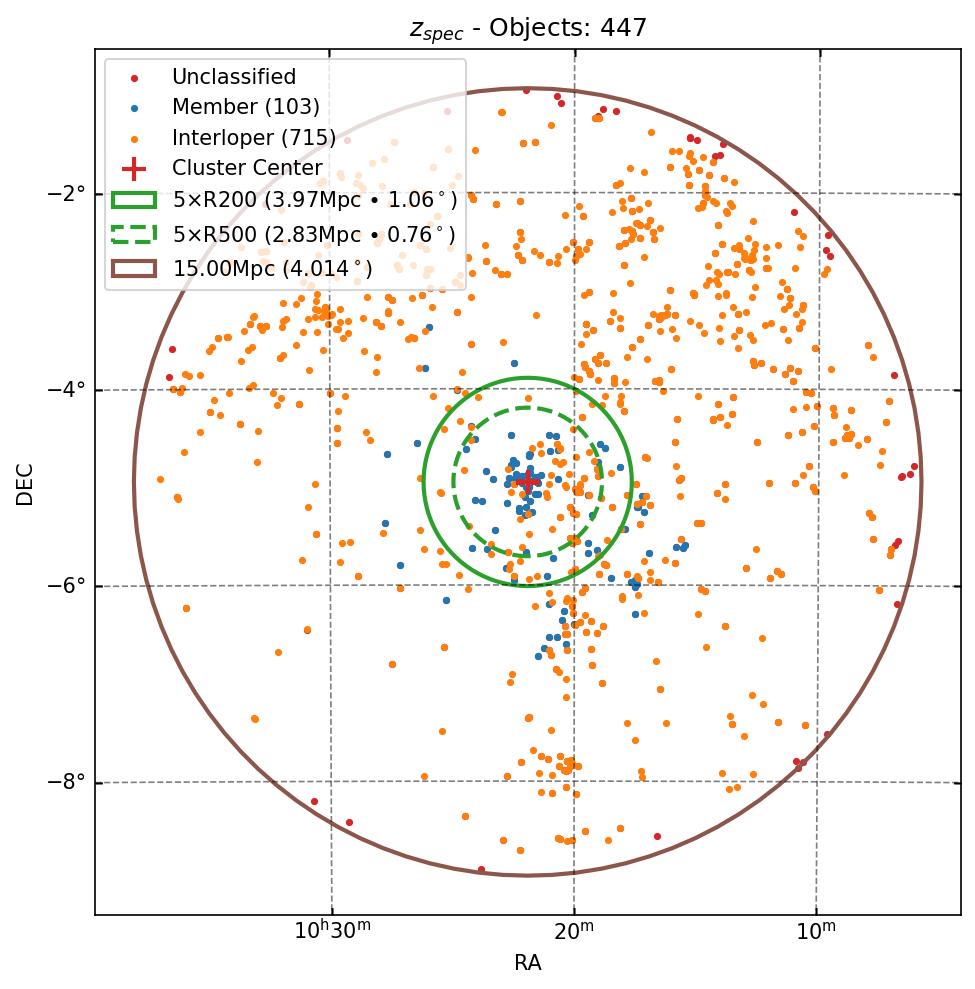 z_spec - Objects: 447
Unclassified
Member (103)
Interloper (715)
Cluster Center
5×R200 (3.97Mpc • 1.06°)
5×R500 (2.83Mpc • 0.76°)
15.00Mpc (4.014°)
−2°
−4°
−6°
−8°
DEC
10ʰ30ᵐ
20ᵐ
10ᵐ
RA